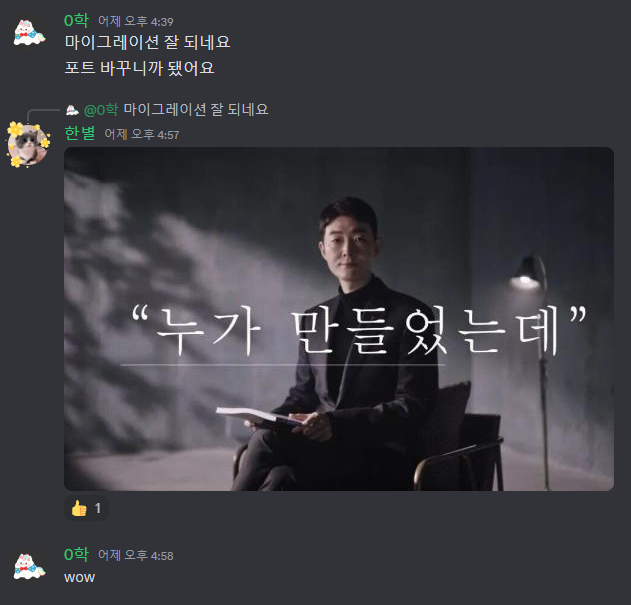 0학 어제 오후 4:39
마이그레이션 잘 되네요
포트 바꾸니까 됐어요
@0학 마이그레이션 잘 되네요
한별 어제 오후 4:57
“누가 만들었는데”
1
0학 어제 오후 4:58
wow